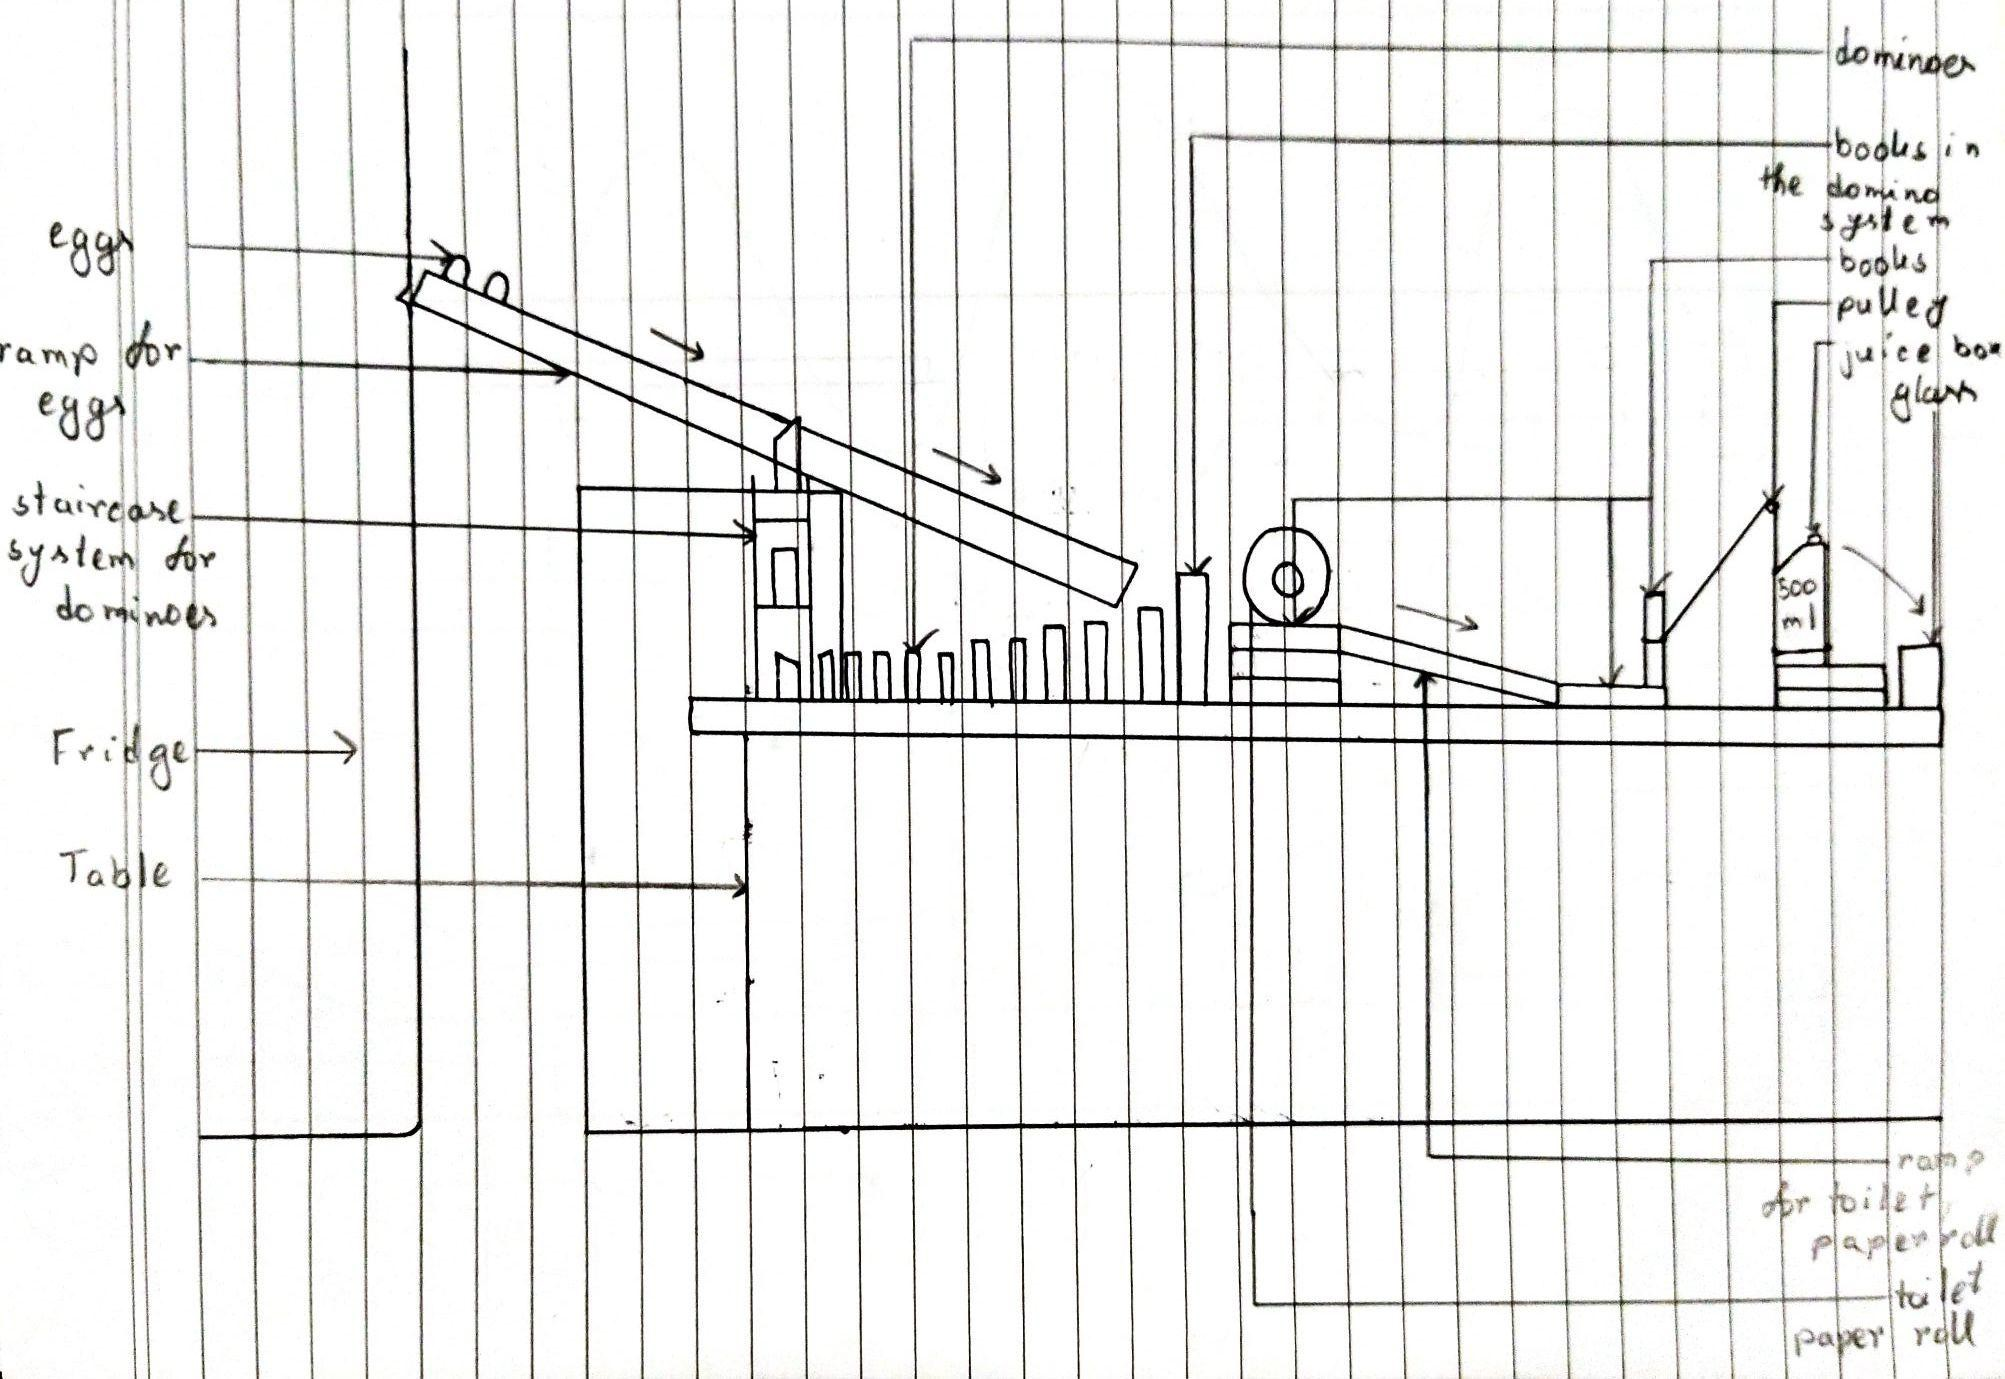 dominoes
books in
the domino
system
books
pulley
juice box
glass
eggs
ramp for
eggs
staircase
system for
dominoes
Fridge
Table
500
ml
ramp
for toilet
paper roll
toilet
paper roll